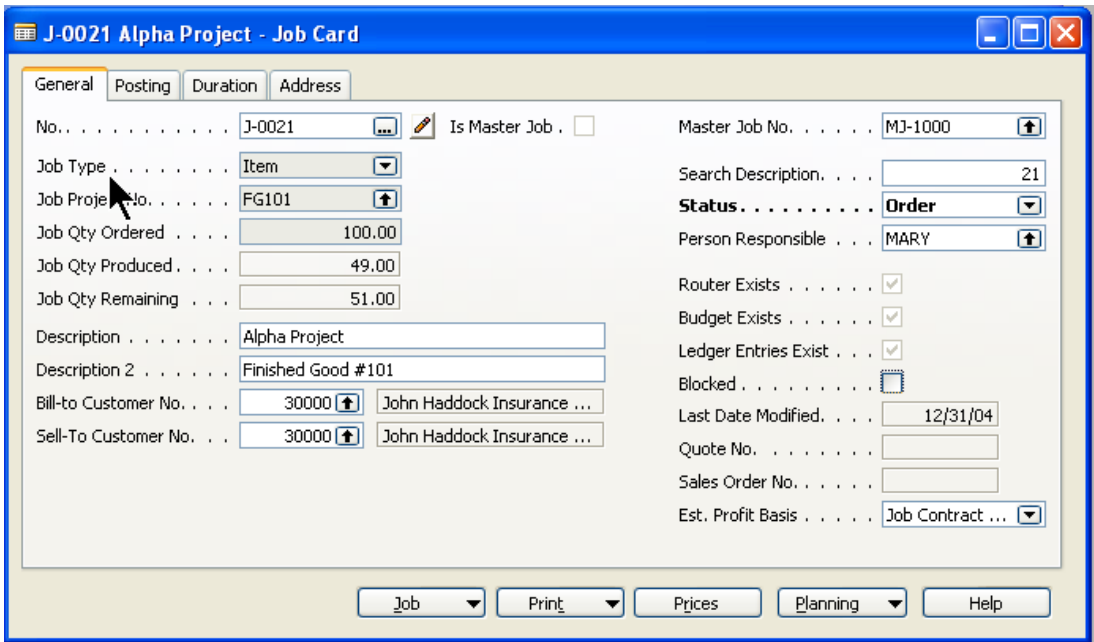 J-0021 Alpha Project - Job Card
General Posting Duration Address
No. . . . . . . . . . . . . J-0021 ... Is Master Job .
Job Type . . . . . . . . Item
Job Proje No. . . . . . FG101
Job Qty Ordered . . . . 100.00
Job Qty Produced . . . . 49.00
Job Qty Remaining . . . 51.00
Description . . . . . . . Alpha Project
Description 2 . . . . . . Finished Good #101
Bill-to Customer No. . . . 30000 John Haddock Insurance ...
Sell-To Customer No. . . 30000 John Haddock Insurance ...
Master Job No. . . . . . MJ-1000
Search Description. . . . 21
Status. . . . . . . . . . Order
Person Responsible . . . MARY
Router Exists . . . . . .
Budget Exists . . . . . .
Ledger Entries Exist . . .
Blocked . . . . . . . . .
Last Date Modified. . . . 12/31/04
Quote No. . . . . . . .
Sales Order No. . . . . .
Est. Profit Basis . . . . . Job Contract ...
Job Print Prices Planning Help